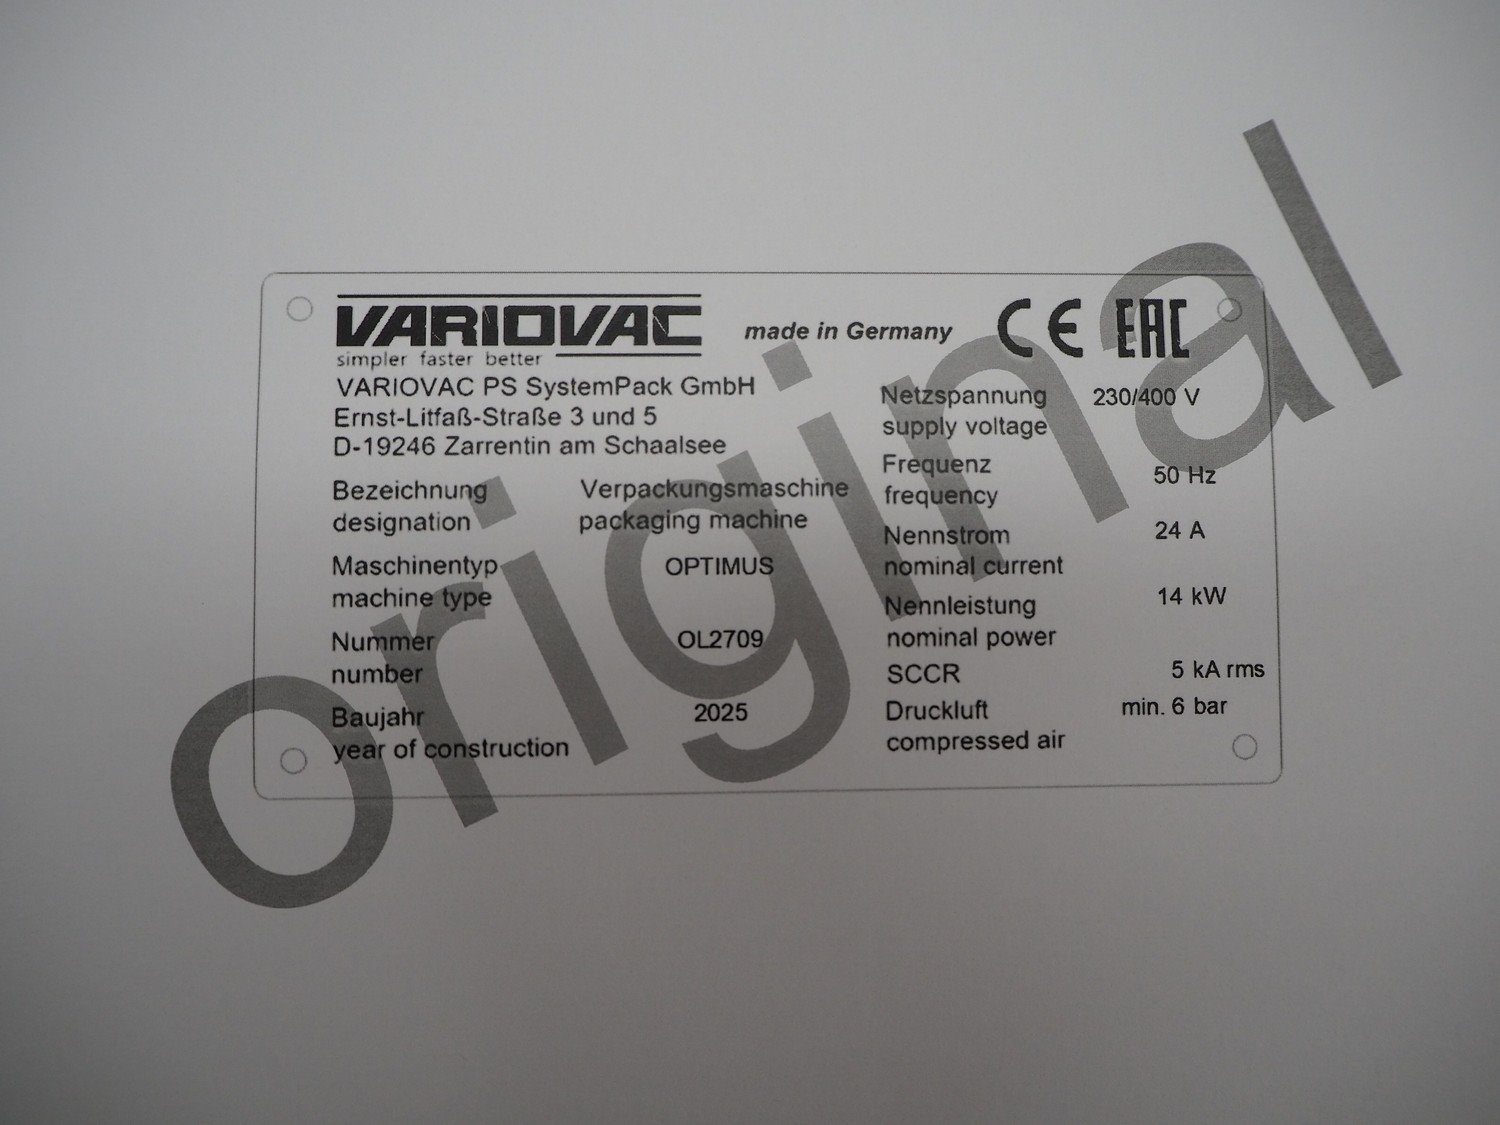 VARIOVAC
simpler faster better
made in Germany
CE EAC
VARIOVAC PS SystemPack GmbH
Ernst-Litfaß-Straße 3 und 5
D-19246 Zarrentin am Schaalsee
Bezeichnung Verpackungsmaschine
designation packaging machine
Maschinentyp OPTIMUS
machine type
Nummer OL2709
number
Baujahr 2025
year of construction
Netzspannung 230/400 V
supply voltage
Frequenz 50 Hz
frequency
Nennstrom 24 A
nominal current
Nennleistung 14 kW
nominal power
SCCR 5 kA rms
Druckluft min. 6 bar
compressed air
original